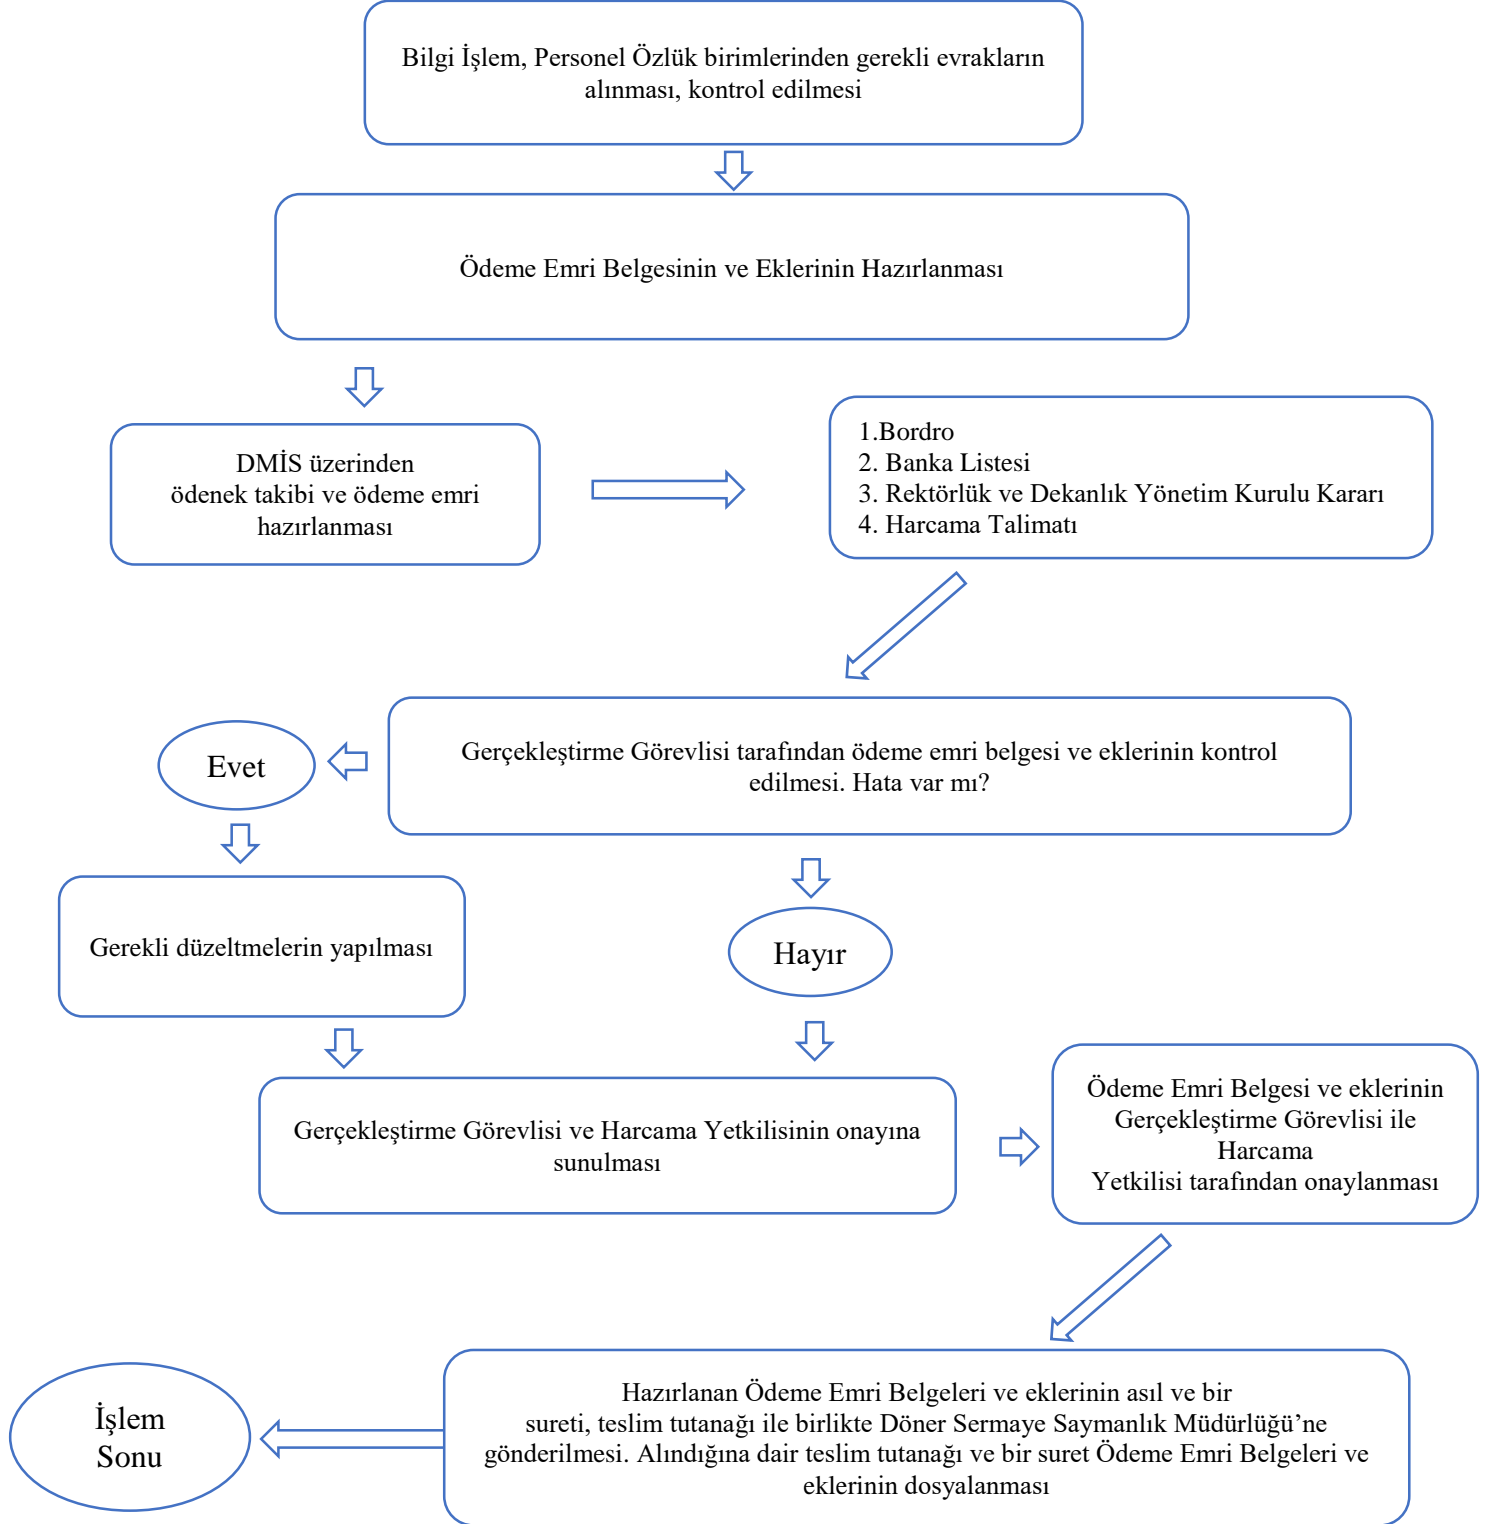 Bilgi İşlem, Personel Özlük birimlerinden gerekli evrakların
alınması, kontrol edilmesi
Ödeme Emri Belgesinin ve Eklerinin Hazırlanması
DMİS üzerinden
ödenek takibi ve ödeme emri
hazırlanması
1.Bordro
2. Banka Listesi
3. Rektörlük ve Dekanlık Yönetim Kurulu Kararı
4. Harcama Talimatı
Gerçekleştirme Görevlisi tarafından ödeme emri belgesi ve eklerinin kontrol
edilmesi. Hata var mı?
Evet
Gerekli düzeltmelerin yapılması
Hayır
Gerçekleştirme Görevlisi ve Harcama Yetkilisinin onayına
sunulması
Ödeme Emri Belgesi ve eklerinin
Gerçekleştirme Görevlisi ile
Harcama
Yetkilisi tarafından onaylanması
Hazırlanan Ödeme Emri Belgeleri ve eklerinin asıl ve bir
sureti, teslim tutanağı ile birlikte Döner Sermaye Saymanlık Müdürlüğü’ne
gönderilmesi. Alındığına dair teslim tutanağı ve bir suret Ödeme Emri Belgeleri ve
eklerinin dosyalanması
İşlem
Sonu